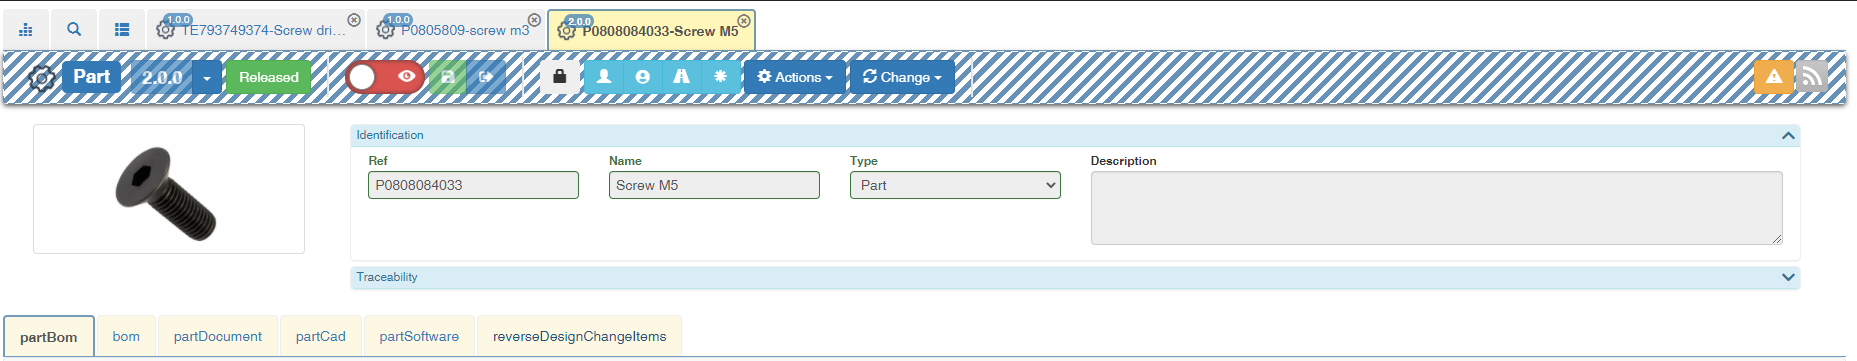 1.0.0
TE793749374-Screw dri...
1.0.0
P0805809-screw m3
2.0.0
P0808084033-Screw M5
Part
2.0.0
Released
Actions
Change
Identification
Ref
Name
Type
Description
P0808084033
Screw M5
Part
Traceability
partBom
bom
partDocument
partCad
partSoftware
reverseDesignChangeItems